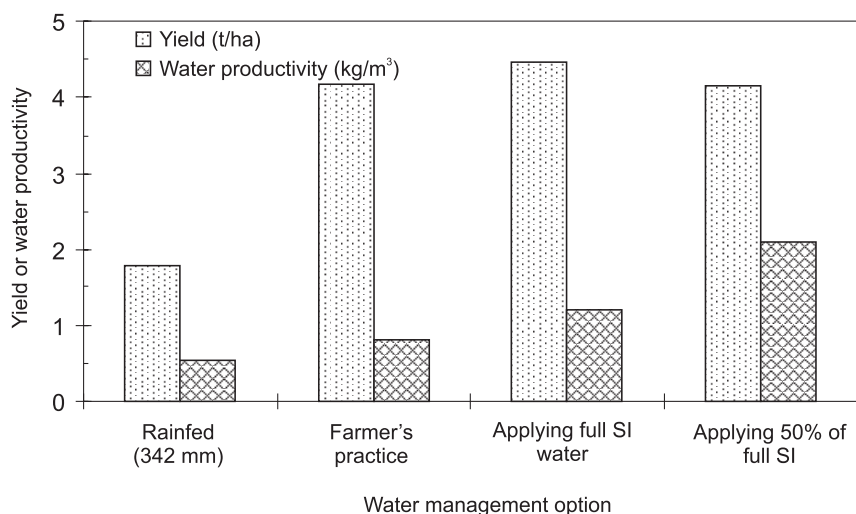 5
4
3
2
1
0
Yield or water productivity
Yield (t/ha)
Water productivity (kg/m³)
Rainfed
(342 mm)
Farmer's
practice
Applying full SI
water
Applying 50% of
full SI
Water management option